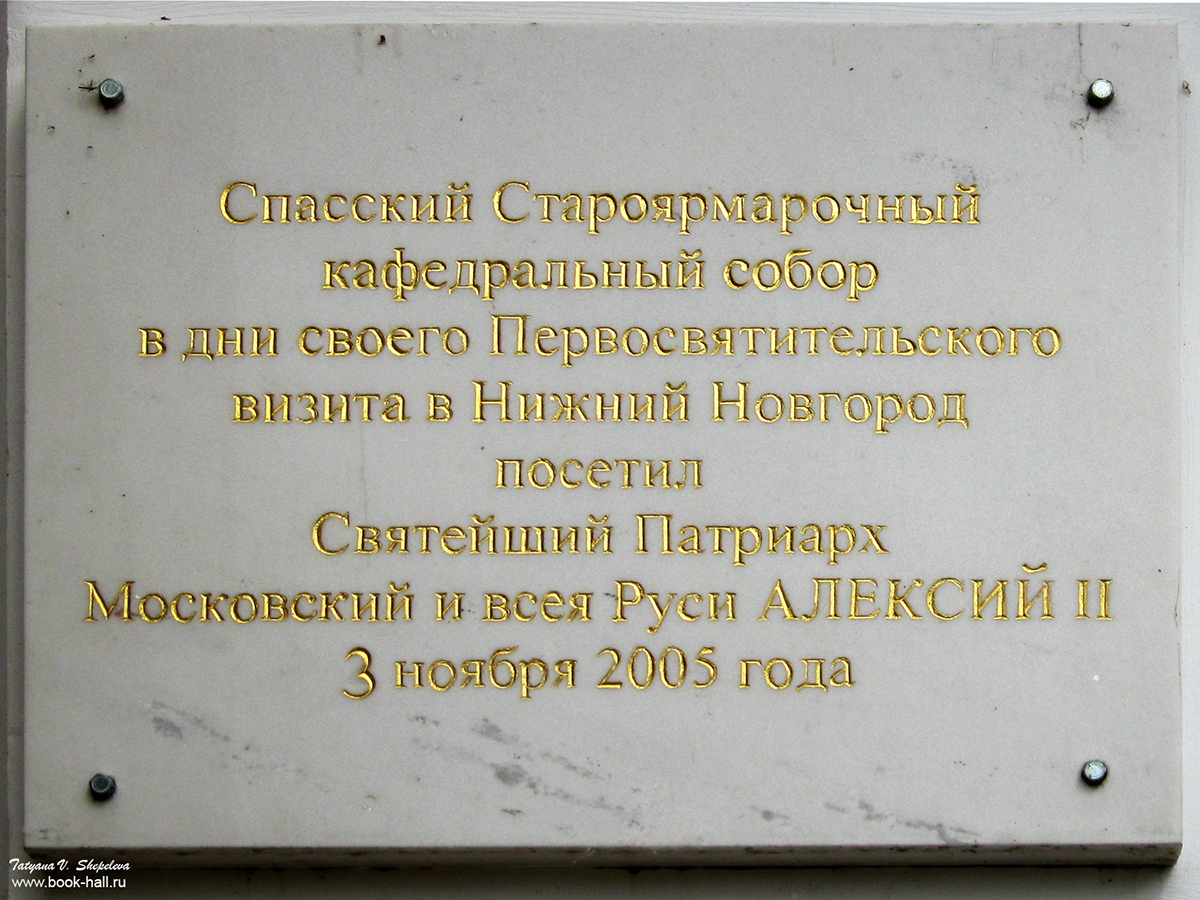 Спасский Староярмарочный
кафедральный собор
в дни своего Первосвятительского
визита в Нижний Новгород
посетил
Святейший Патриарх
Московский и всея Руси АЛЕКСИЙ II
3 ноября 2005 года
Tatyana V. Shepeleva
www.book-hall.ru